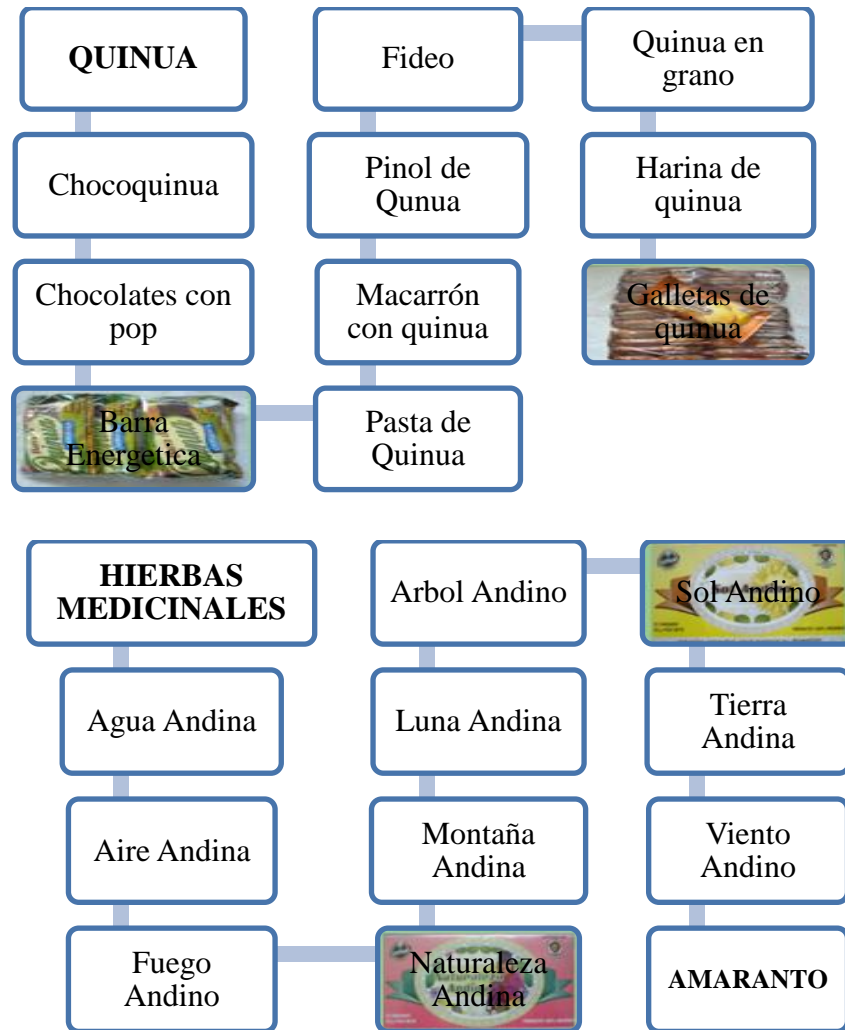 QUINUA
Chocoquinua
Chocolates con
pop
Barra
Energetica
Pasta de
Quinua
Macarrón
con quinua
Pinol de
Qunua
Fideo
Quinua en
grano
Harina de
quinua
Galletas de
quinua
HIERBAS
MEDICINALES
Agua Andina
Aire Andina
Fuego
Andino
Naturaleza
Andina
Montaña
Andina
Luna Andina
Arbol Andino
Sol Andino
Tierra
Andina
Viento
Andino
AMARANTO